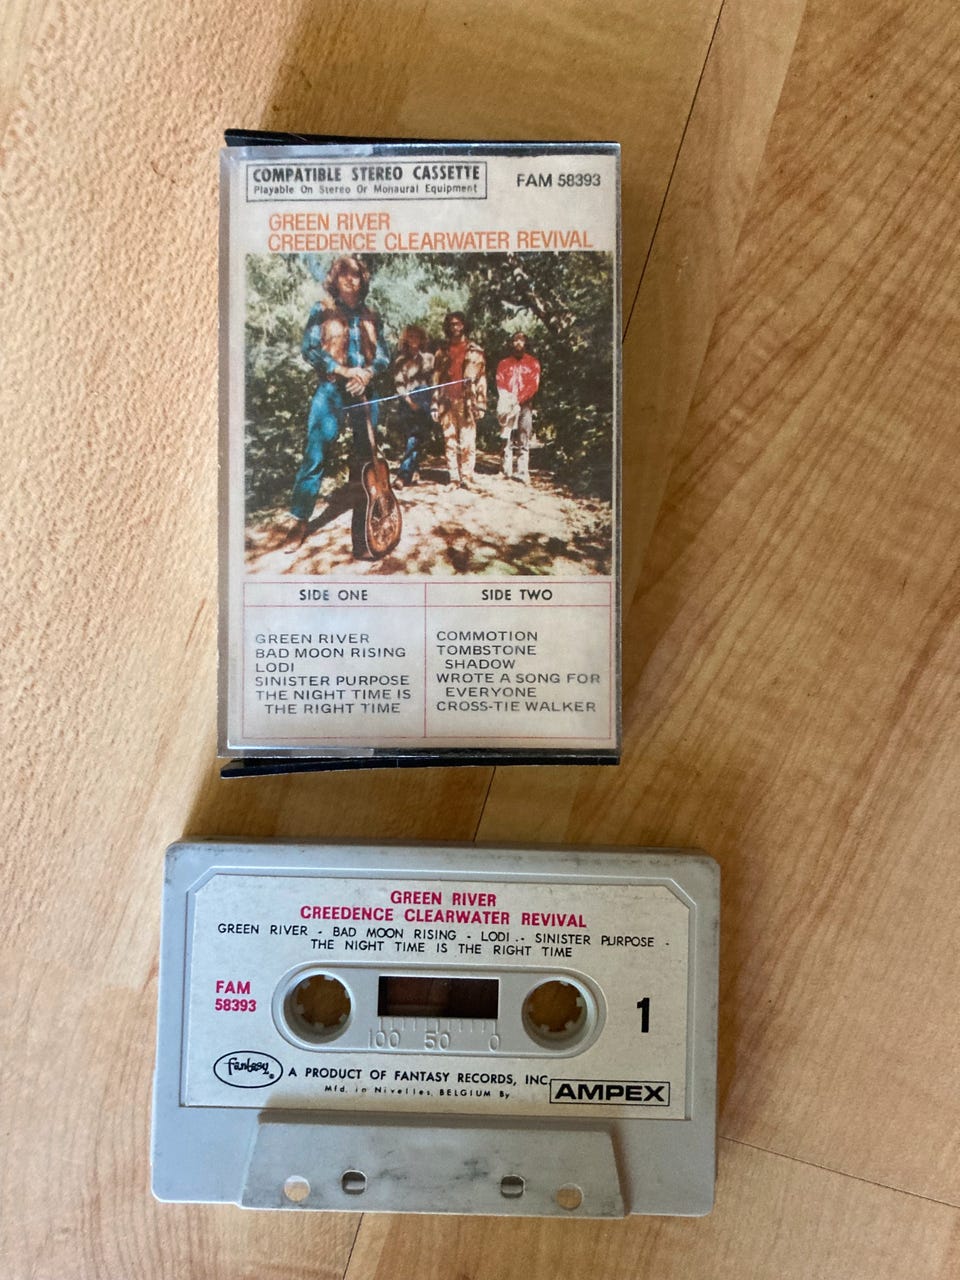 COMPATIBLE STEREO CASSETTE
Playable On Stereo Or Monaural Equipment
FAM 58393
GREEN RIVER
CREEDENCE CLEARWATER REVIVAL
SIDE ONE
GREEN RIVER
BAD MOON RISING
LODI
SINISTER PURPOSE
THE NIGHT TIME IS
THE RIGHT TIME
SIDE TWO
COMMOTION
TOMBSTONE
SHADOW
WROTE A SONG FOR
EVERYONE
CROSS-TIE WALKER
GREEN RIVER
CREEDENCE CLEARWATER REVIVAL
GREEN RIVER - BAD MOON RISING - LODI .- SINISTER PURPOSE -
THE NIGHT TIME IS THE RIGHT TIME
FAM
58393
1
100 50 0
Fantasy ®
A PRODUCT OF FANTASY RECORDS, INC.
Mfd. in Nivelles, BELGIUM By
AMPEX